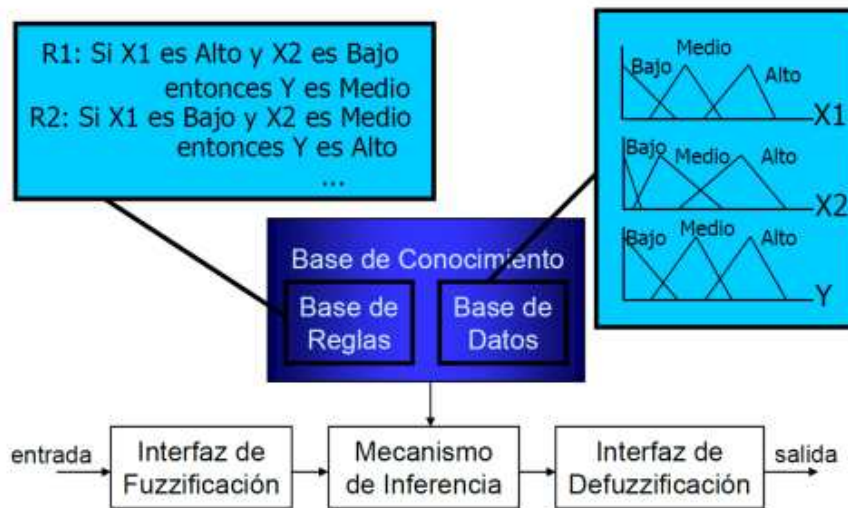 R1: Si X1 es Alto y X2 es Bajo
entonces Y es Medio
R2: Si X1 es Bajo y X2 es Medio
entonces Y es Alto
...
Medio
Bajo
Alto
X1
Bajo
Medio
Alto
X2
Medio
Bajo
Alto
Y
Base de Conocimiento
Base de
Reglas
Base de
Datos
entrada
Interfaz de
Fuzzificación
Mecanismo
de Inferencia
Interfaz de
Defuzzificación
salida